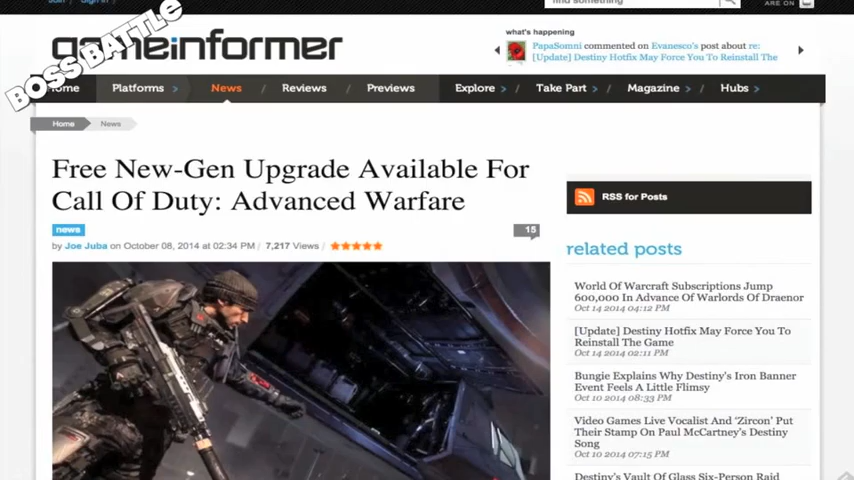 Join / Sign in
find something
ARE ON
BOSS BATTLE
gameinformer
what's happening
PapaSomni commented on Evanesco's post about re:
[Update] Destiny Hotfix May Force You To Reinstall The
Home
Platforms
News
/
Reviews
/
Previews
Explore
Take Part
Magazine
Hubs
Home
News
Free New-Gen Upgrade Available For
Call Of Duty: Advanced Warfare
news
15
by Joe Juba on October 08, 2014 at 02:34 PM / 7,217 Views /
RSS for Posts
related posts
World Of Warcraft Subscriptions Jump
600,000 In Advance Of Warlords Of Draenor
Oct 14 2014 04:12 PM
[Update] Destiny Hotfix May Force You To
Reinstall The Game
Oct 14 2014 02:11 PM
Bungie Explains Why Destiny's Iron Banner
Event Feels A Little Flimsy
Oct 10 2014 08:33 PM
Video Games Live Vocalist And 'Zircon' Put
Their Stamp On Paul McCartney's Destiny
Song
Oct 10 2014 07:15 PM
Destiny's Vault Of Glass Six-Person Raid